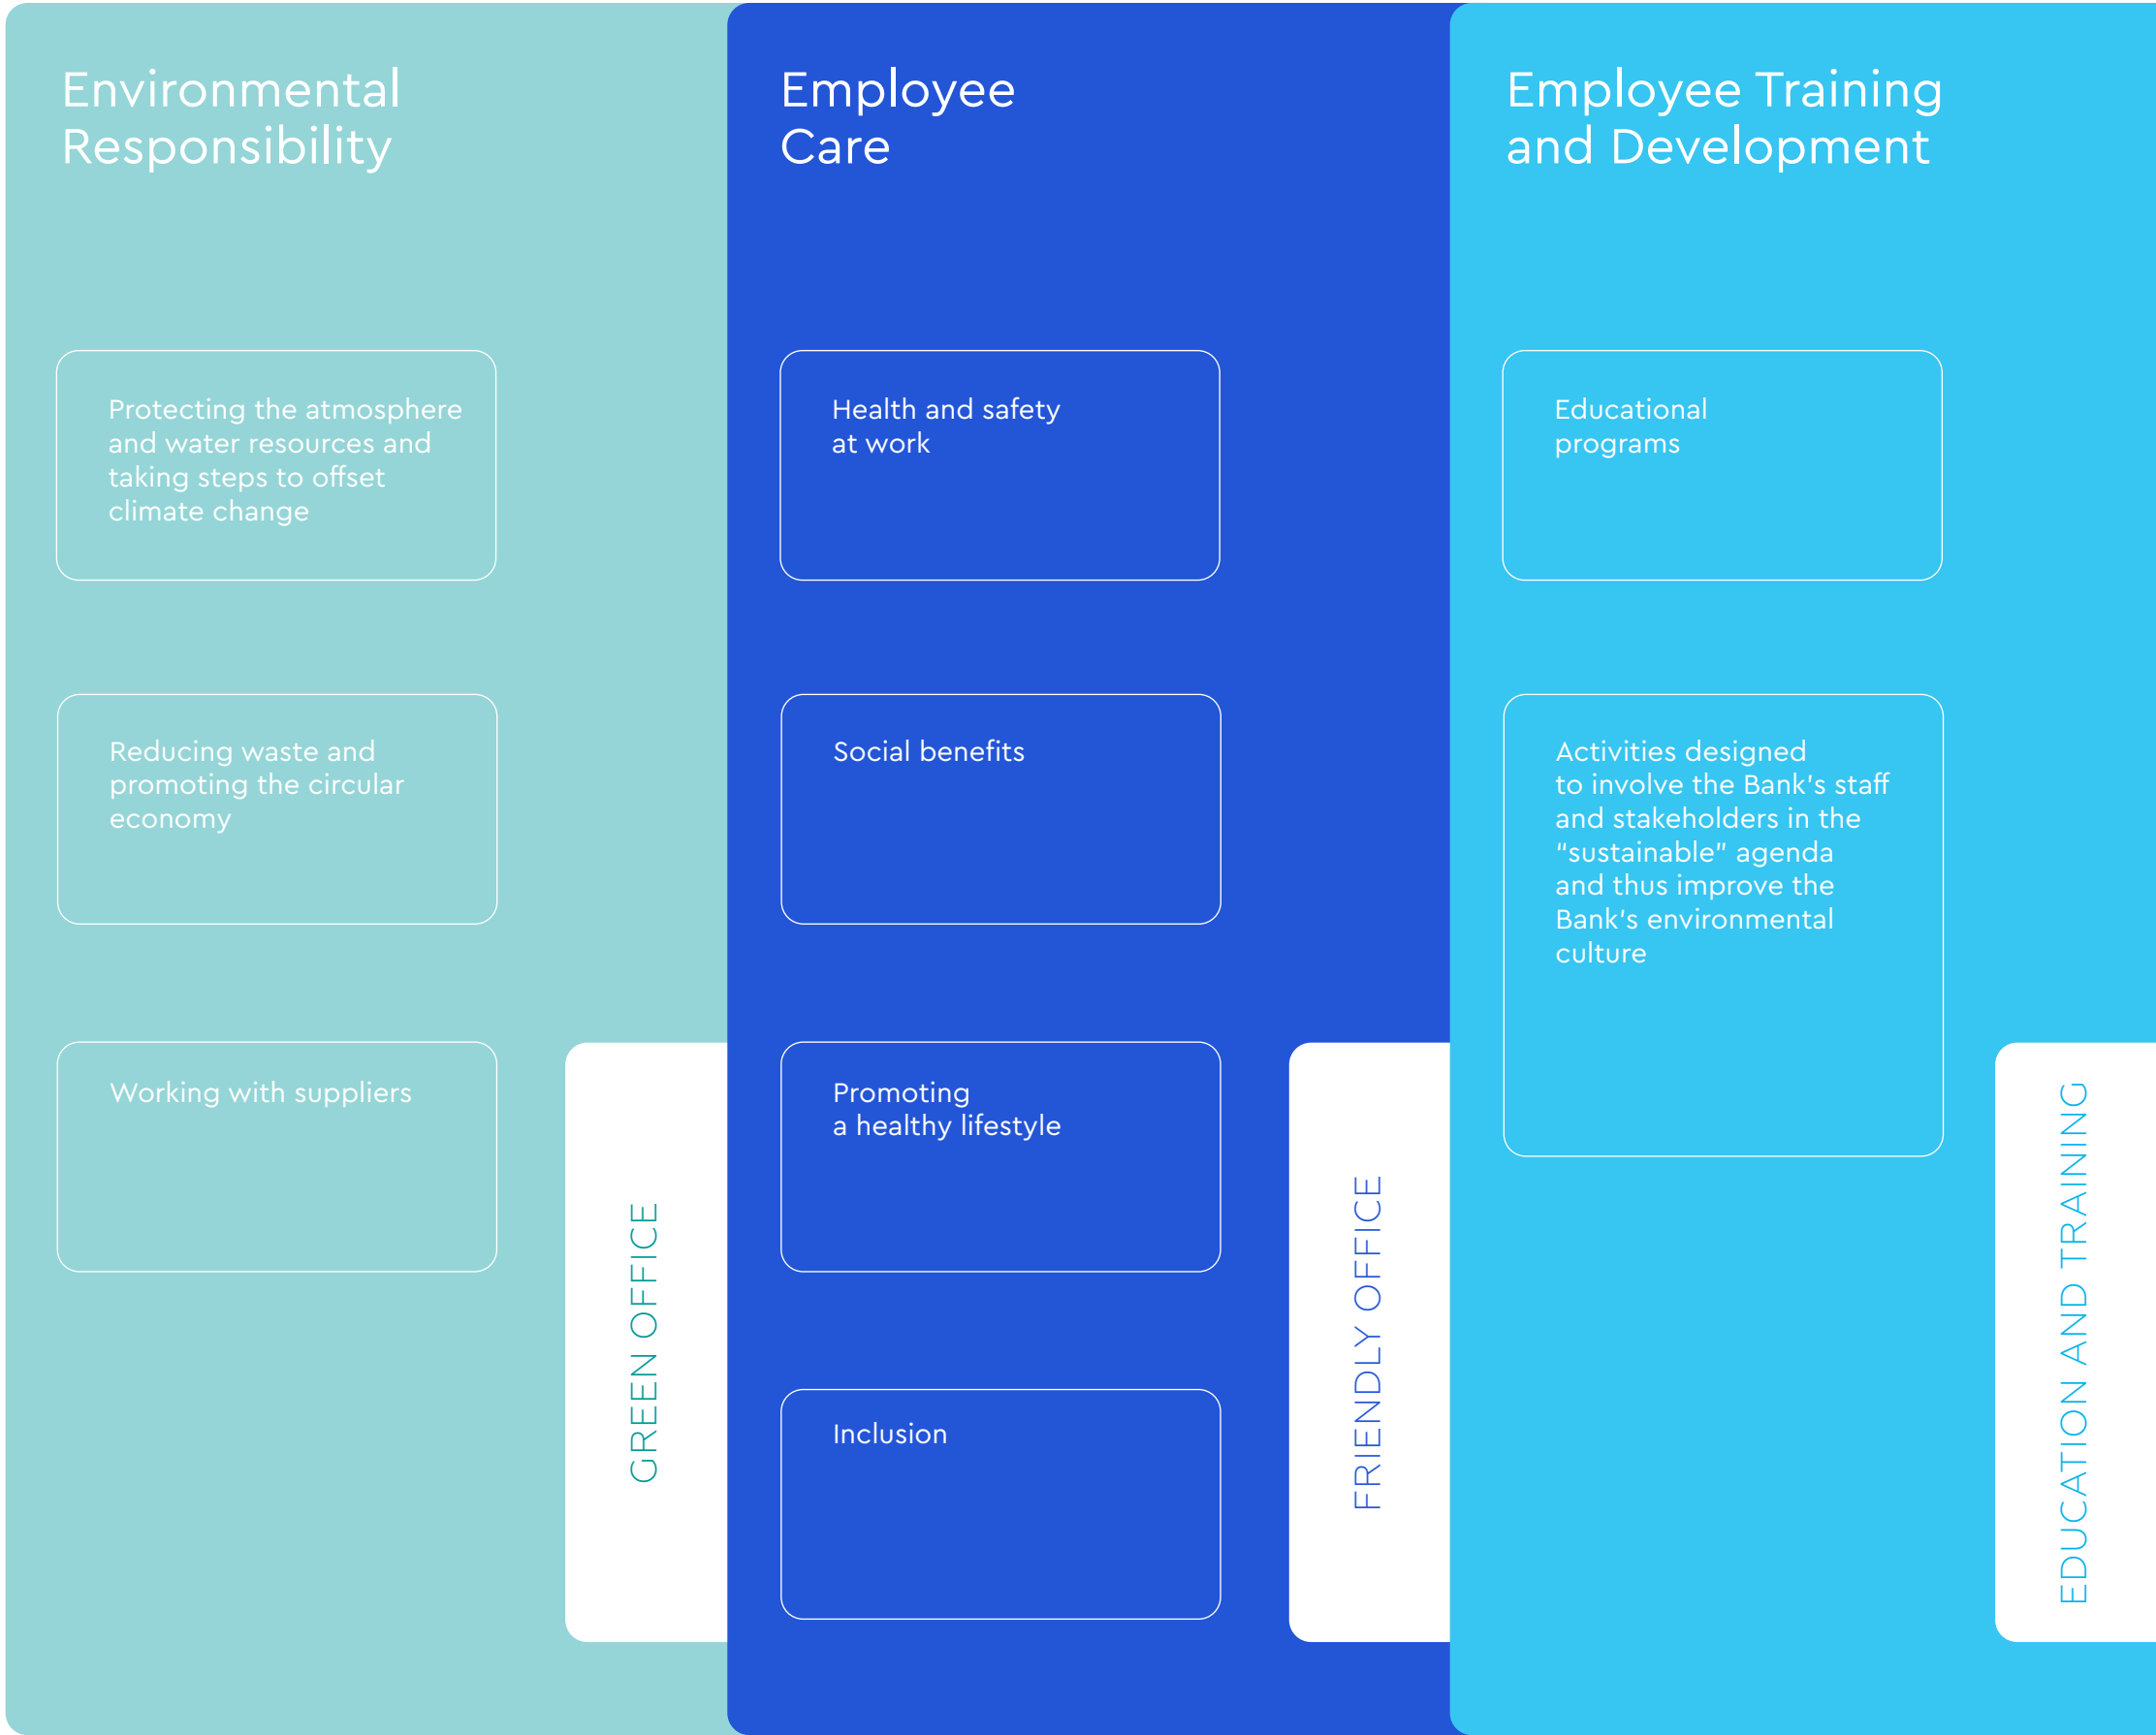 Environmental
Responsibility
Protecting the atmosphere
and water resources and
taking steps to offset
climate change
Reducing waste and
promoting the circular
economy
Working with suppliers
GREEN OFFICE
Employee
Care
Health and safety
at work
Social benefits
Promoting
a healthy lifestyle
Inclusion
FRIENDLY OFFICE
Employee Training
and Development
Educational
programs
Activities designed
to involve the Bank's staff
and stakeholders in the
“sustainable” agenda
and thus improve the
Bank's environmental
culture
EDUCATION AND TRAINING